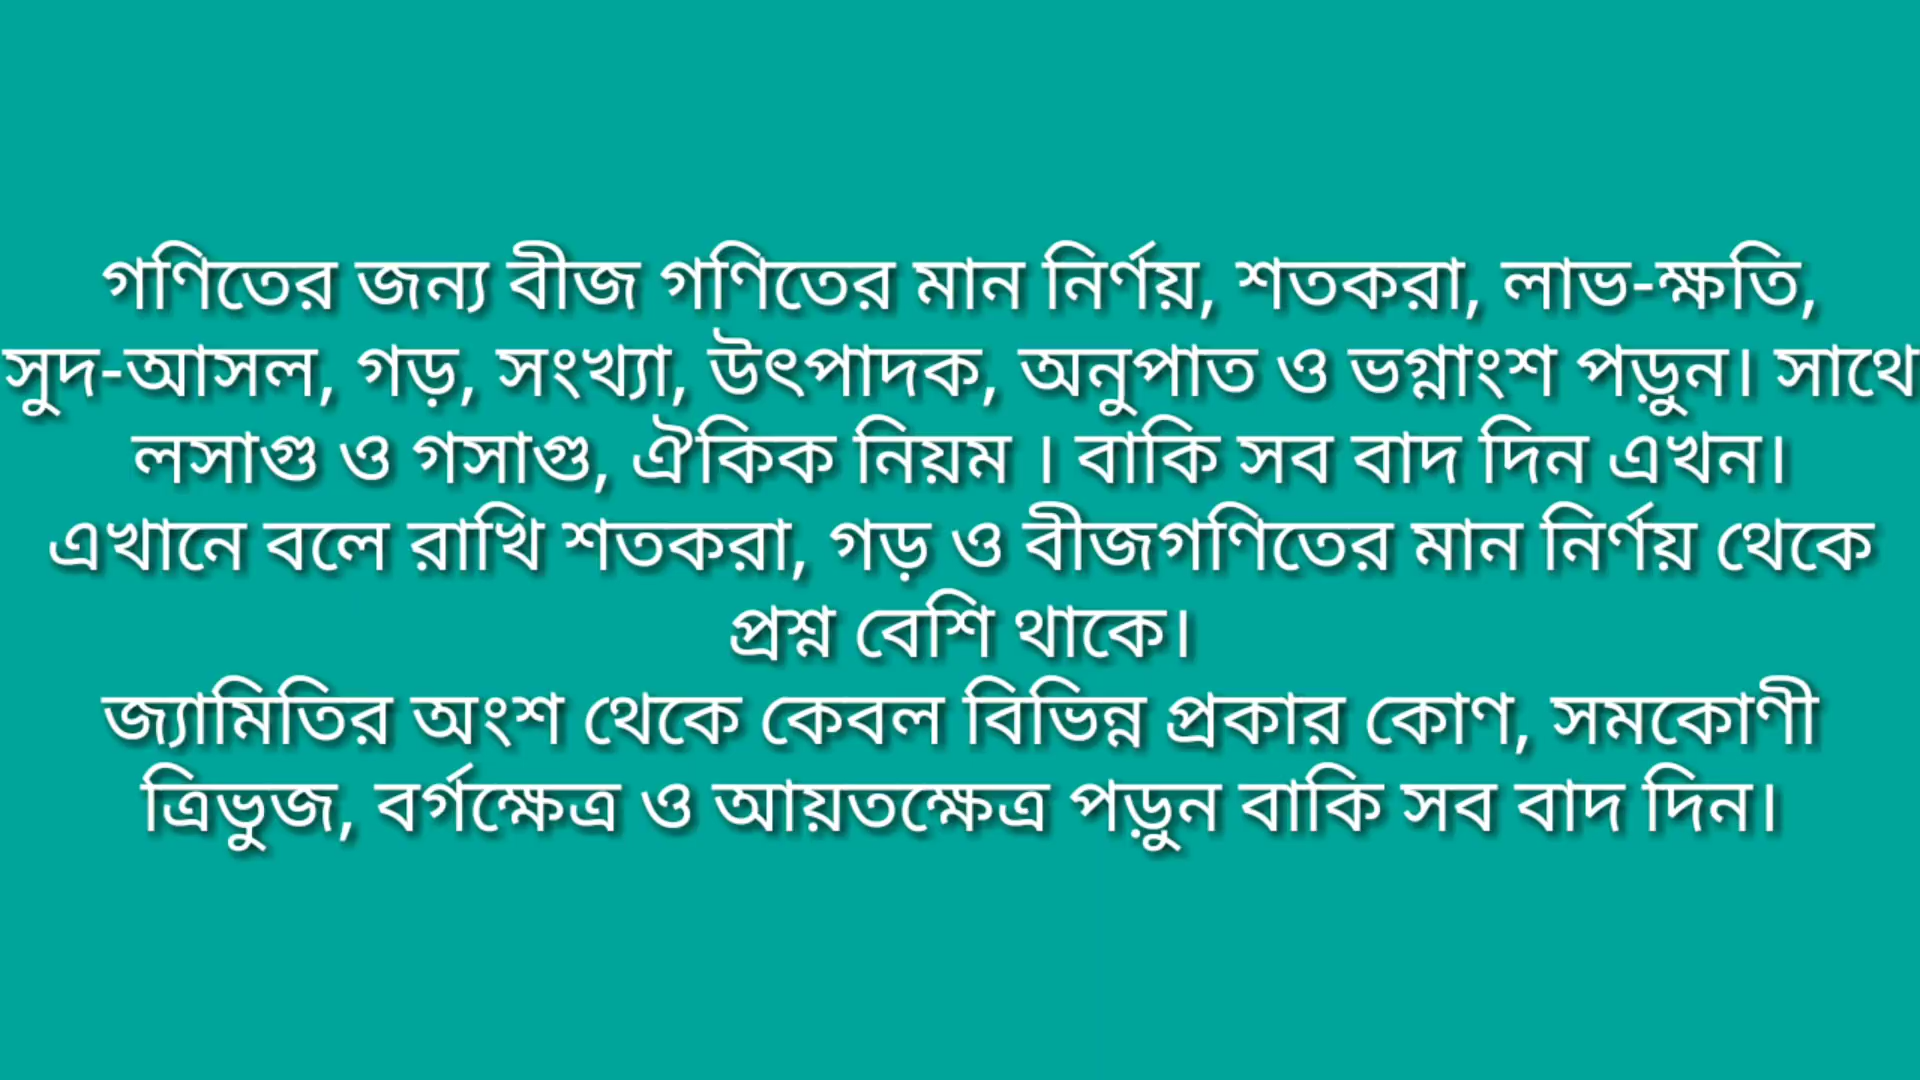 গণিতের জন্য বীজ গণিতের মান নির্ণয়, শতকরা, লাভ-ক্ষতি,
সুদ-আসল, গড়, সংখ্যা, উৎপাদক, অনুপাত ও ভগ্নাংশ পড়ুন। সাথে
লসাগু ও গসাগু, ঐকিক নিয়ম । বাকি সব বাদ দিন এখন।
এখানে বলে রাখি শতকরা, গড় ও বীজগণিতের মান নির্ণয় থেকে
প্রশ্ন বেশি থাকে।
জ্যামিতির অংশ থেকে কেবল বিভিন্ন প্রকার কোণ, সমকোণী
ত্রিভুজ, বর্গক্ষেত্র ও আয়তক্ষেত্র পড়ুন বাকি সব বাদ দিন।